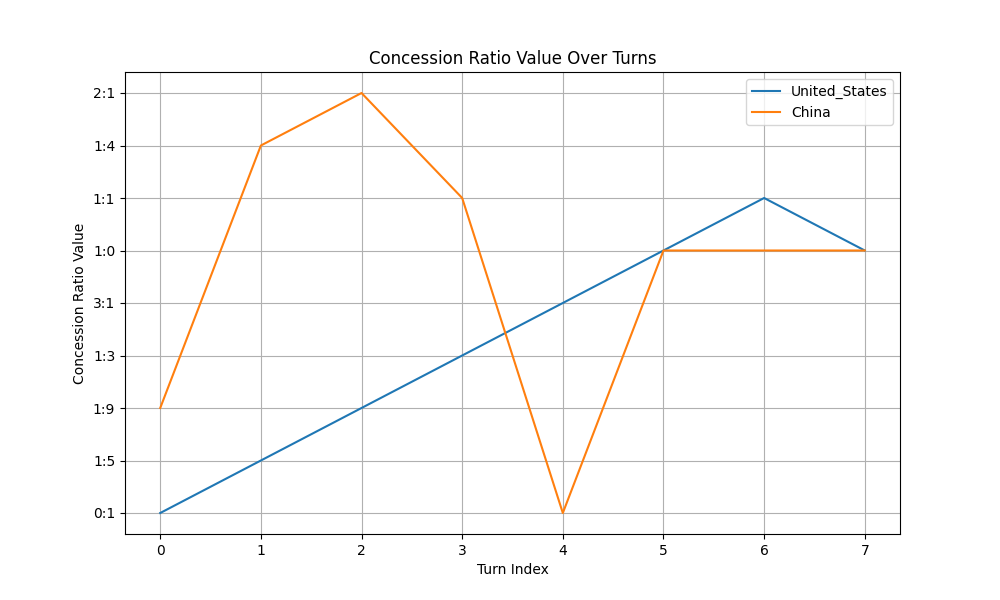 Concession Ratio Value Over Turns
United_States
China
Concession Ratio Value
2:1
1:4
1:1
1:0
3:1
1:3
1:9
1:5
0:1
0 1 2 3 4 5 6 7
Turn Index